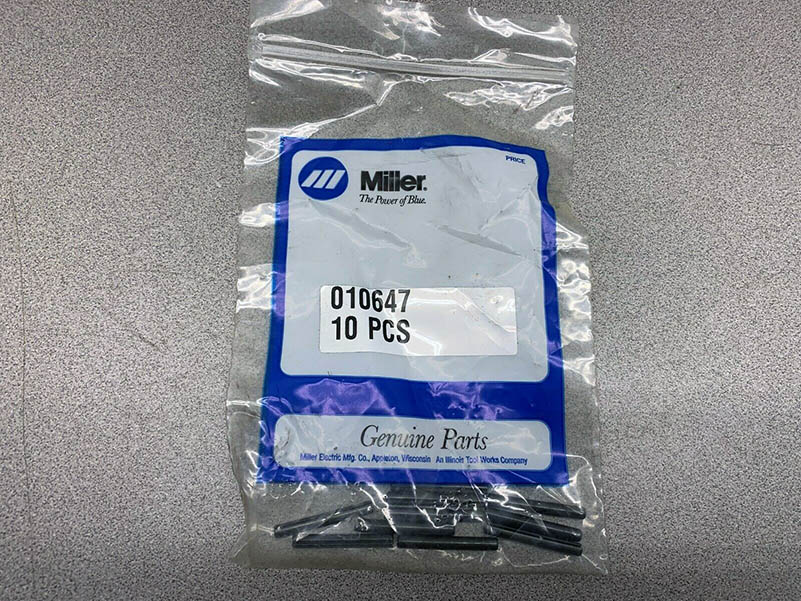 PRICE
Miller.
The Power of Blue.
010647
10 PCS
Genuine Parts
Miller Electric Mfg. Co., Appleton, Wisconsin An Illinois Tool Works Company